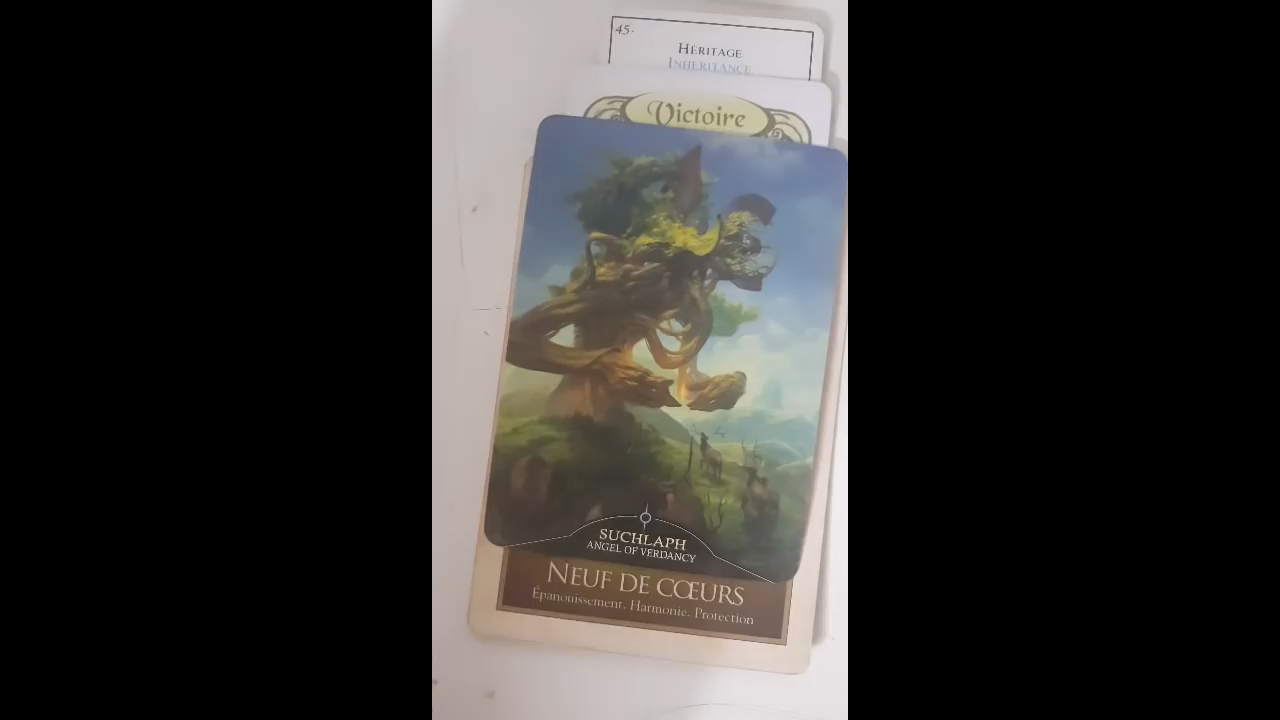 45.
HÉRITAGE
INHERITANCE
Victoire
SUCHLAPH
ANGEL OF VERDANCY
NEUF DE CŒURS
Épanouissement. Harmonie. Protection